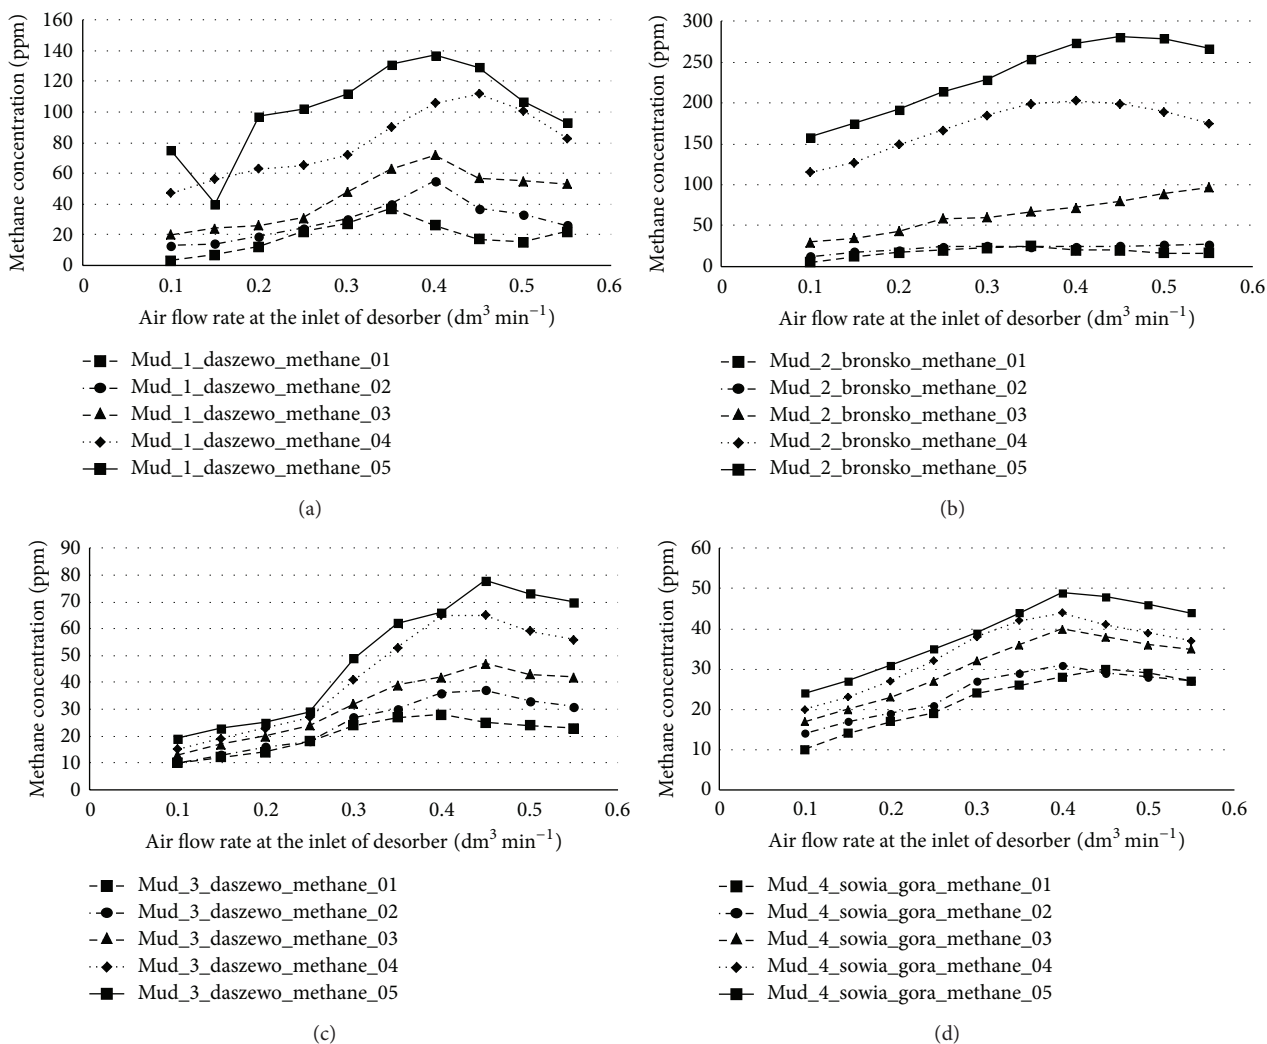 Methane concentration (ppm)
160
140
120
100
80
60
40
20
0
0 0.1 0.2 0.3 0.4 0.5 0.6
Air flow rate at the inlet of desorber (dm³ min⁻¹)
Mud_1_daszewo_methane_01
Mud_1_daszewo_methane_02
Mud_1_daszewo_methane_03
Mud_1_daszewo_methane_04
Mud_1_daszewo_methane_05
(a)
Methane concentration (ppm)
300
250
200
150
100
50
0
0 0.1 0.2 0.3 0.4 0.5 0.6
Air flow rate at the inlet of desorber (dm³ min⁻¹)
Mud_2_bronsko_methane_01
Mud_2_bronsko_methane_02
Mud_2_bronsko_methane_03
Mud_2_bronsko_methane_04
Mud_2_bronsko_methane_05
(b)
Methane concentration (ppm)
90
80
70
60
50
40
30
20
10
0
0 0.1 0.2 0.3 0.4 0.5 0.6
Air flow rate at the inlet of desorber (dm³ min⁻¹)
Mud_3_daszewo_methane_01
Mud_3_daszewo_methane_02
Mud_3_daszewo_methane_03
Mud_3_daszewo_methane_04
Mud_3_daszewo_methane_05
(c)
Methane concentration (ppm)
60
50
40
30
20
10
0
0 0.1 0.2 0.3 0.4 0.5 0.6
Air flow rate at the inlet of desorber (dm³ min⁻¹)
Mud_4_sowia_gora_methane_01
Mud_4_sowia_gora_methane_02
Mud_4_sowia_gora_methane_03
Mud_4_sowia_gora_methane_04
Mud_4_sowia_gora_methane_05
(d)